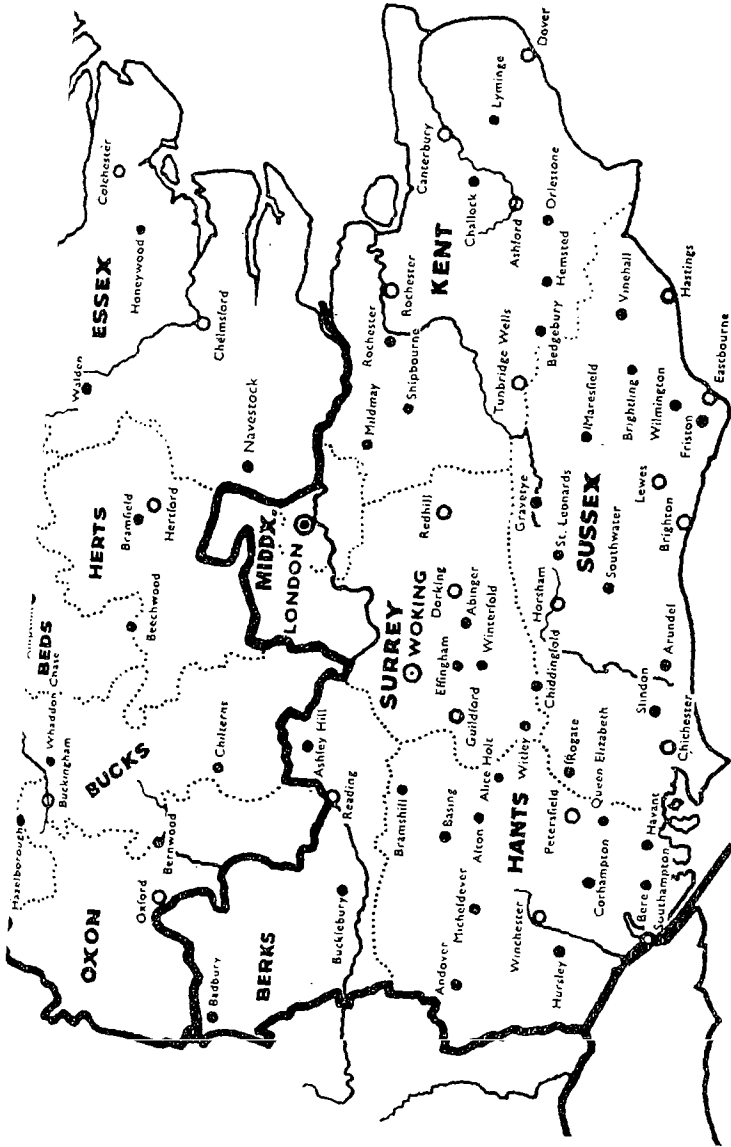 Hazelborough
Buckingham
Whaddon Chase
BEDS
OXON
BUCKS
HERTS
Walden
ESSEX
Beechwood
Bramfield
Hertford
Honeywood
Colchester
Oxford
Bernwood
Badbury
Chilterns
Navestock
Chelmsford
BERKS
MIDDX.
LONDON
Ashley Hill
Reading
Bucklebury
Mildmay
Rochester
Rochester
Shipbourne
SURREY
WOKING
Bramshill
Canterbury
KENT
Andover
Basing
Effingham
Dorking
Redhill
Micheldever
Alton
Guildford
Abinger
Winterfold
Challock
Lyminge
Alice Holt
Tunbridge Wells
Ashford
Dover
Winchester
HANTS
Witley
Chiddingfold
Gravetye
Bedgebury
Hemsted
Orlestone
Hursley
Petersfield
Rogate
Horsham
St. Leonards
Maresfield
SUSSEX
Corhampton
Queen Elizabeth
Southwater
Vinehall
Bere
Havant
Slindon
Lewes
Brightling
Southampton
Chichester
Arundel
Brighton
Wilmington
Hastings
Friston
Eastbourne